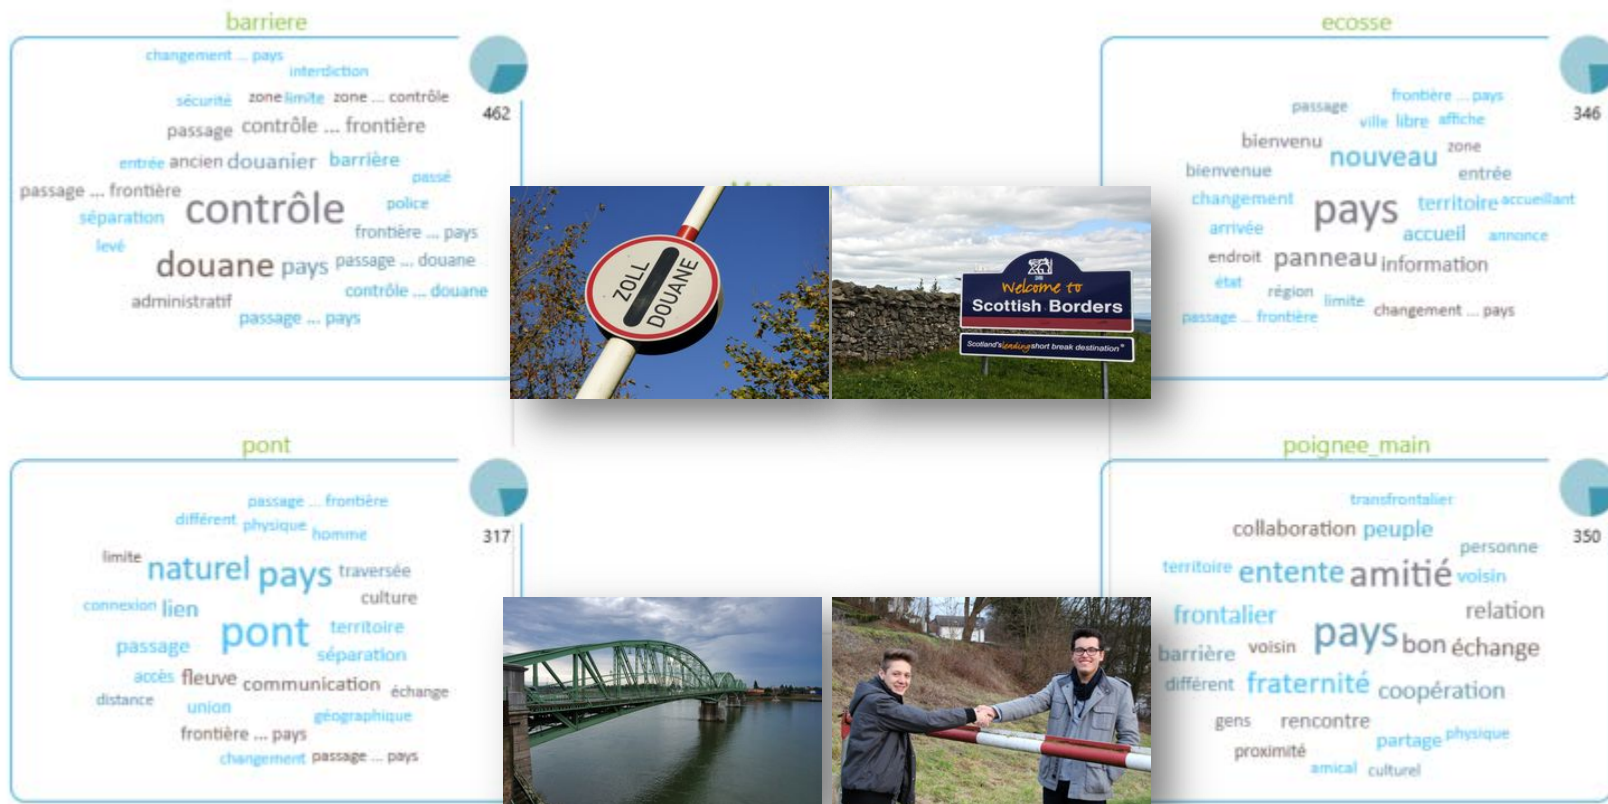 barriere
changement ... pays
interdiction
sécurité zone limite zone ... contrôle
passage contrôle ... frontière
entrée ancien douanier barrière
passé
passage ... frontière
contrôle
police
séparation
frontière ... pays
levé
douane pays passage ... douane
contrôle ... douane
administratif
passage ... pays
462
ecosse
frontière ... pays
passage
ville libre affiche
bienvenu
nouveau zone
bienvenue
entrée
changement
pays territoire accueillant
arrivée
accueil annonce
endroit panneau information
état
région
limite
changement ... pays
passage ... frontière
346
ZOLL
DOUANE
Welcome to
Scottish Borders
Scotland's leading short break destination
pont
passage ... frontière
différent physique
homme
limite
naturel pays traversée
culture
connexion lien
pont territoire
passage
séparation
accès fleuve communication échange
distance
union
géographique
frontière ... pays
changement passage ... pays
317
poignee_main
transfrontalier
collaboration peuple
personne
territoire entente amitié voisin
frontalier
relation
pays bon échange
barrière voisin
différent fraternité coopération
gens rencontre
partage physique
proximité
amical culturel
350